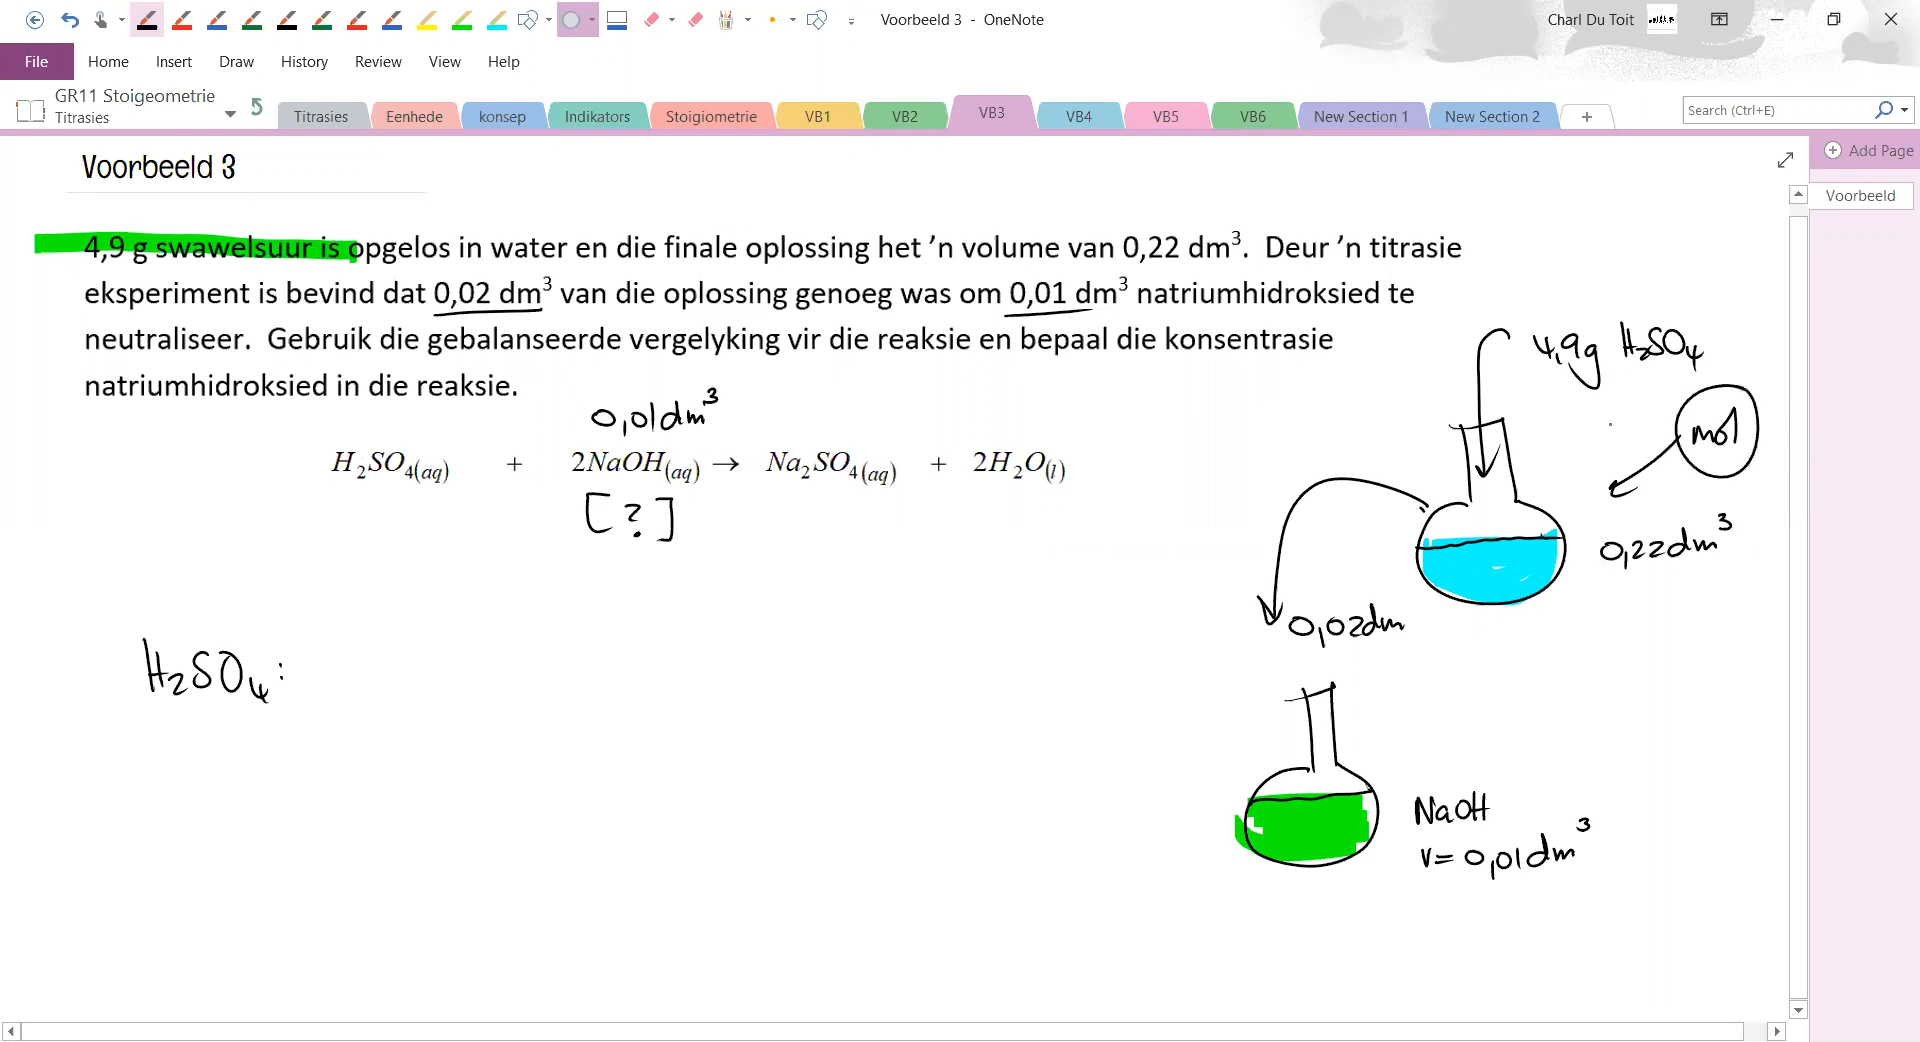 Voorbeeld 3 - OneNote
Charl Du Toit
File Home Insert Draw History Review View Help
GR11 Stoigeometrie
Titrasies
Titrasies Eenhede konsep Indikators Stoigiometrie VB1 VB2 VB3 VB4 VB5 VB6 New Section 1 New Section 2 +
Search (Ctrl+E)
Add Page
Voorbeeld
Voorbeeld 3
4,9 g swawelsuur is opgelos in water en die finale oplossing het ’n volume van 0,22 dm³. Deur ’n titrasie
eksperiment is bevind dat 0,02 dm³ van die oplossing genoeg was om 0,01 dm³ natriumhidroksied te
neutraliseer. Gebruik die gebalanseerde vergelyking vir die reaksie en bepaal die konsentrasie
natriumhidroksied in die reaksie.
0,01dm³
H₂SO₄(aq) + 2NaOH(aq) → Na₂SO₄(aq) + 2H₂O(l)
[?]
4,9g H₂SO₄
mol
0,22dm³
0,02dm
H₂SO₄:
NaOH
V= 0,01dm³